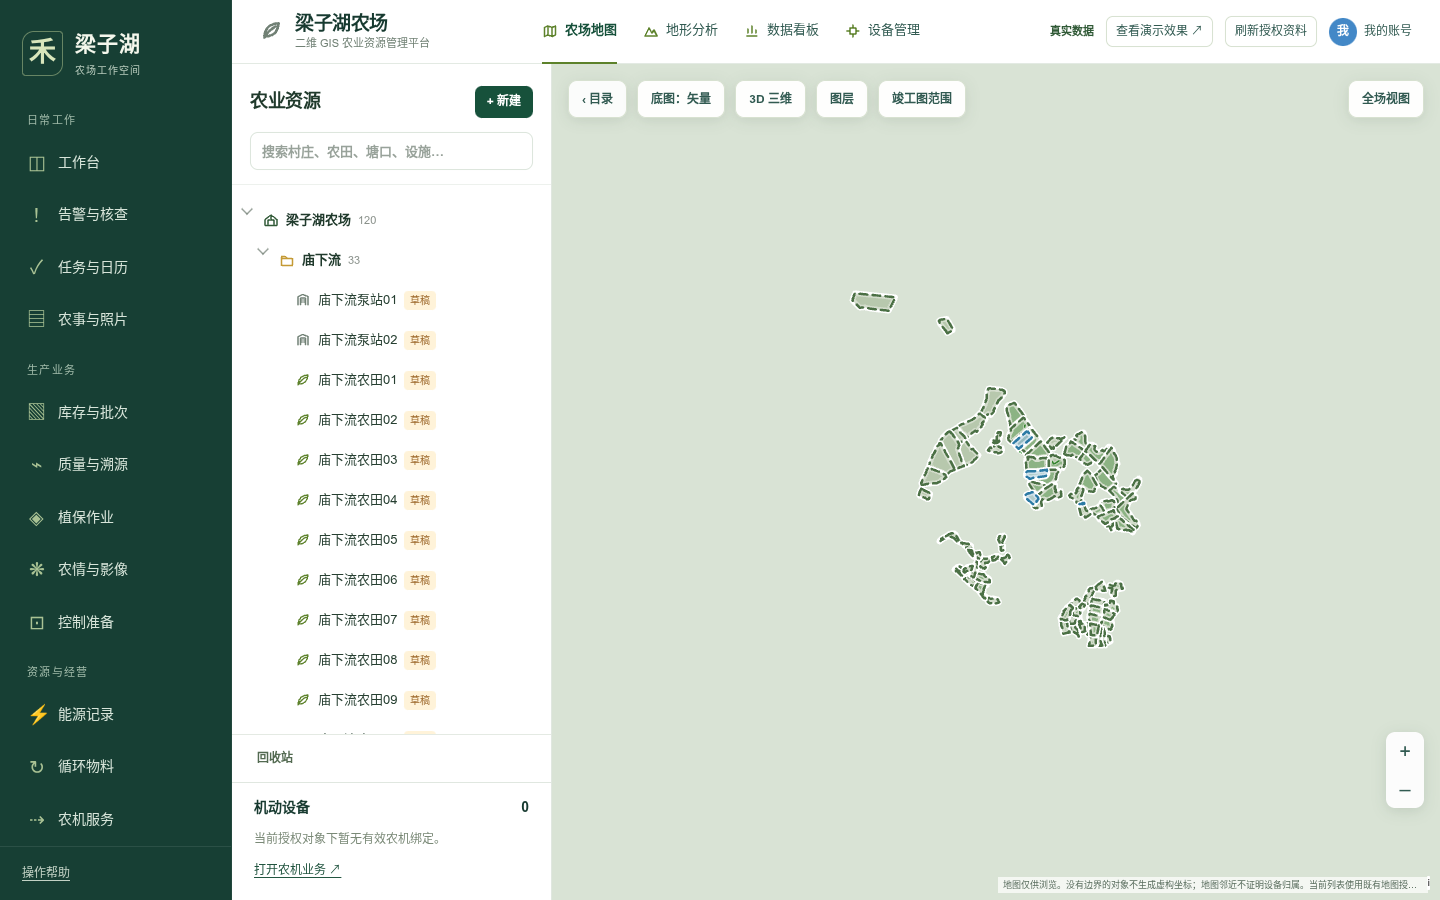 禾
梁子湖
农场工作空间
日常工作
工作台
告警与核查
任务与日历
农事与照片
生产业务
库存与批次
质量与溯源
植保作业
农情与影像
控制准备
资源与经营
能源记录
循环物料
农机服务
操作帮助
梁子湖农场
二维 GIS 农业资源管理平台
农场地图
地形分析
数据看板
设备管理
真实数据
查看演示效果 ↗
刷新授权资料
我
我的账号
农业资源
+ 新建
搜索村庄、农田、塘口、设施…
梁子湖农场 120
庙下流 33
庙下流泵站01 草稿
庙下流泵站02 草稿
庙下流农田01 草稿
庙下流农田02 草稿
庙下流农田03 草稿
庙下流农田04 草稿
庙下流农田05 草稿
庙下流农田06 草稿
庙下流农田07 草稿
庙下流农田08 草稿
庙下流农田09 草稿
回收站
机动设备 0
当前授权对象下暂无有效农机绑定。
打开农机业务 ↗
‹ 目录
底图：矢量
3D 三维
图层
竣工图范围
全场视图
+
−
地图仅供浏览。没有边界的对象不生成虚构坐标；地图邻近不证明设备归属。当前列表使用既有地图授…